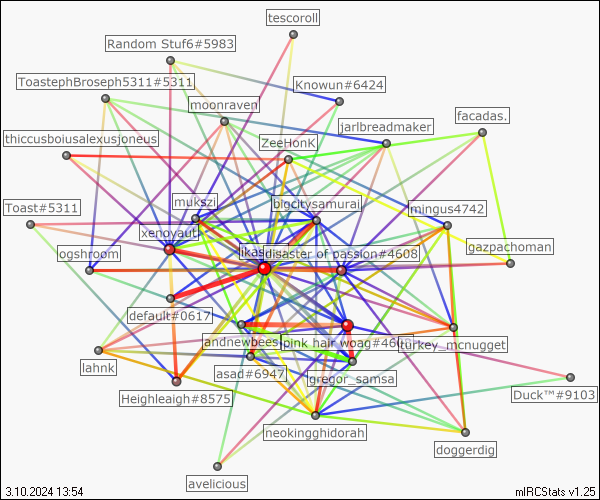 tescoroll
Random Stuf6#5983
ToastephBroseph5311#5311
Knowun#6424
moonraven
facadas.
jarlbreadmaker
thiccusboiusalexusjoneus
ZeeHonK
mukszi
bigcitysamurai
Toast#5311
mingus4742
xenoyaut
ogshroom
disaster of passion#4608
gazpachoman
default#0617
andnewbees
pink hair woag#46
turkey_mcnugget
lahnk
asad#6947
gregor_samsa
Heighleaigh#8575
Duck™#9103
neokingghidorah
doggerdig
avelicious
3.10.2024 13:54
mIRCStats v1.25